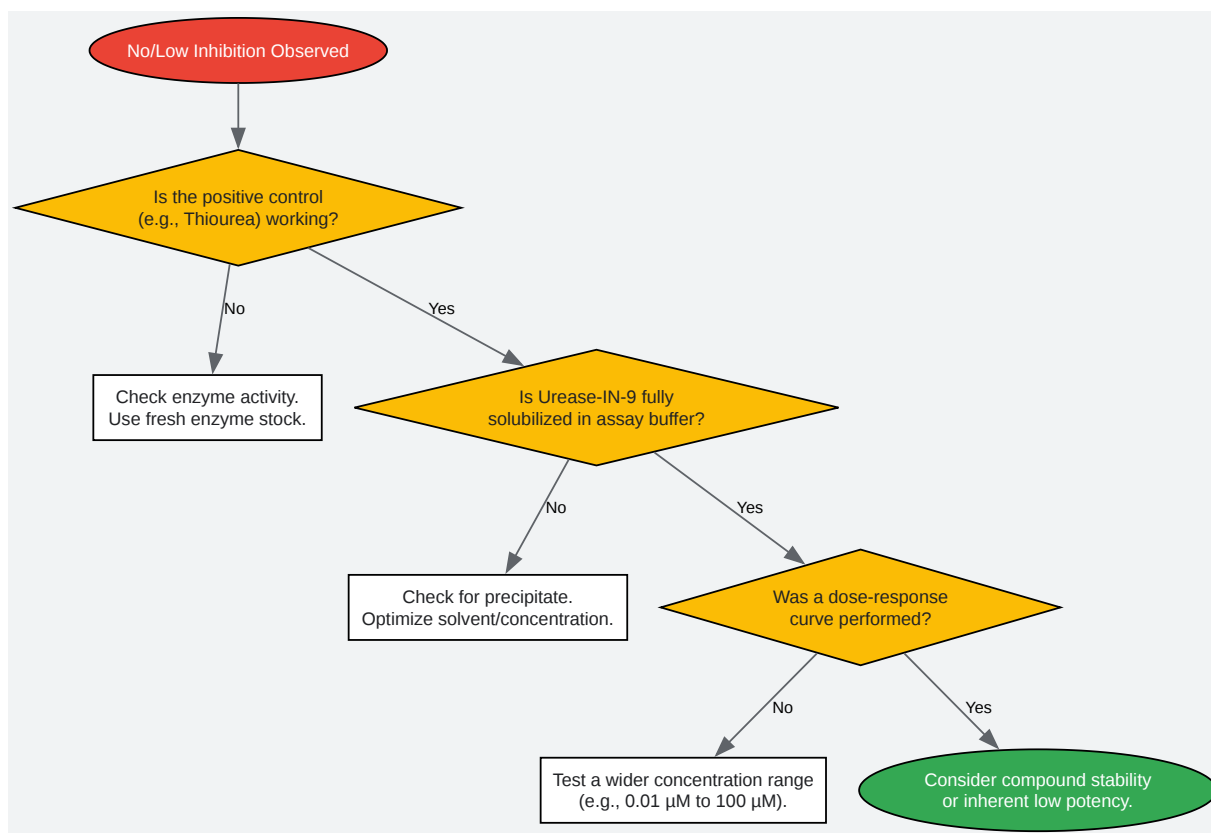 No/Low Inhibition Observed
Is the positive control
(e.g., Thiourea) working?
No
Yes
Check enzyme activity.
Use fresh enzyme stock.
Is Urease-IN-9 fully
solubilized in assay buffer?
No
Yes
Check for precipitate.
Optimize solvent/concentration.
Was a dose-response
curve performed?
No
Yes
Test a wider concentration range
(e.g., 0.01 µM to 100 µM).
Consider compound stability
or inherent low potency.